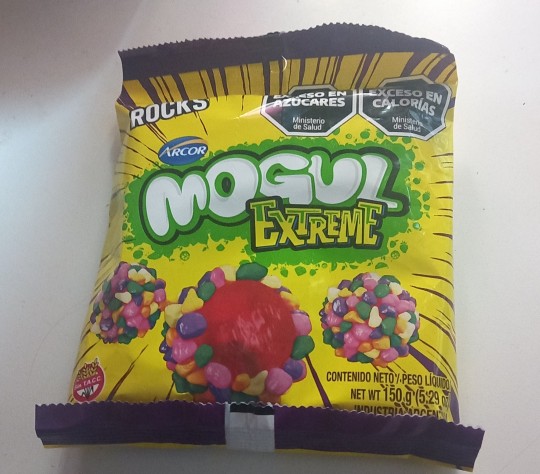 ROCKS
EXCESO EN
AZÚCARES
Ministerio
de Salud
EXCESO EN
CALORÍAS
Ministerio
de Salud
ARCOR
MOGUL
EXTREME
SIN T.A.C.C.
CONTENIDO NETO / PESO LÍQUIDO
NET WT 150 g (5.29 oz
INDUSTRIA ARGENTINA